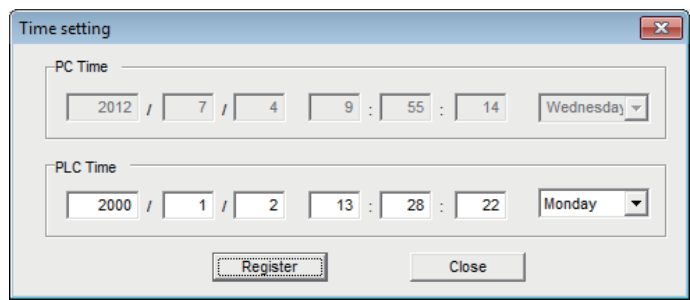 Time setting
PC Time
2012 / 7 / 4 9 : 55 : 14 Wednesday
PLC Time
2000 / 1 / 2 13 : 28 : 22 Monday
Register Close